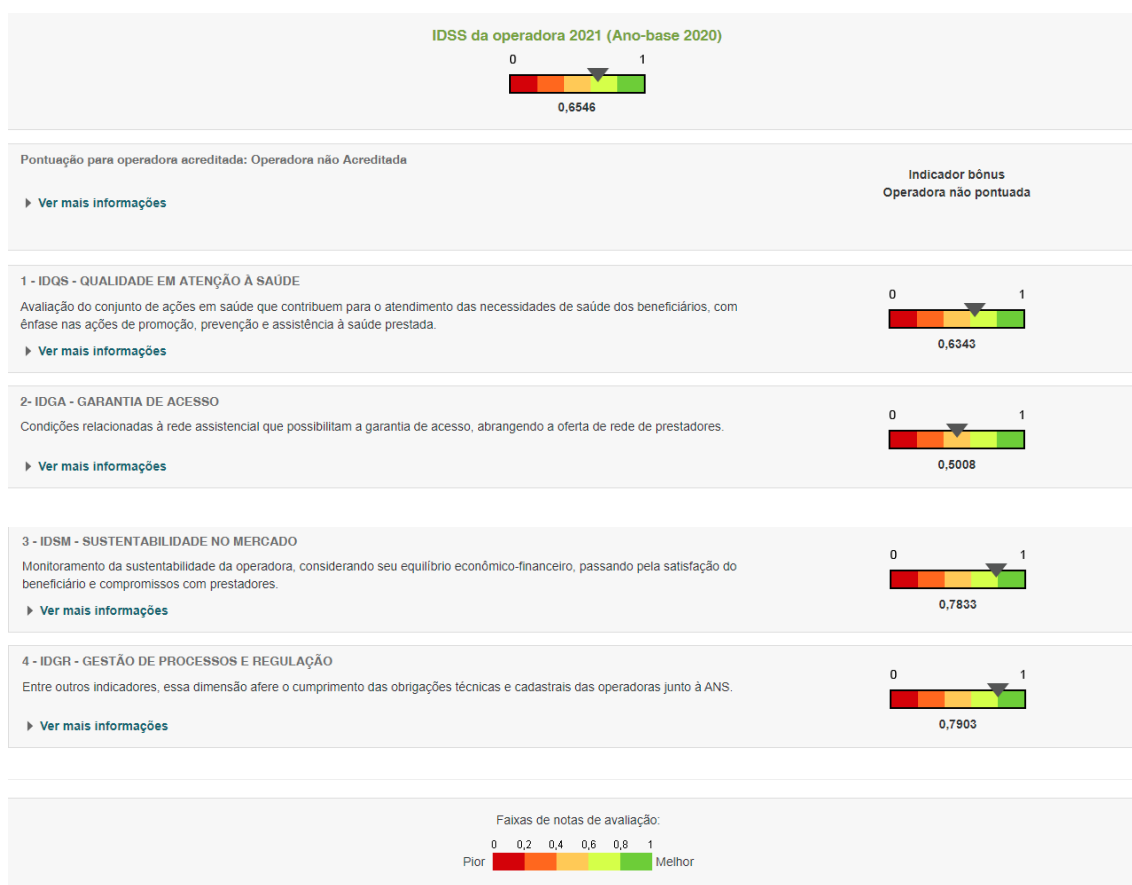 IDSS da operadora 2021 (Ano-base 2020)
0 1
0,6546
Pontuação para operadora acreditada: Operadora não Acreditada
Ver mais informações
Indicador bônus
Operadora não pontuada
1 - IDQS - QUALIDADE EM ATENÇÃO À SAÚDE
Avaliação do conjunto de ações em saúde que contribuem para o atendimento das necessidades de saúde dos beneficiários, com
ênfase nas ações de promoção, prevenção e assistência à saúde prestada.
Ver mais informações
0 1
0,6343
2- IDGA - GARANTIA DE ACESSO
Condições relacionadas à rede assistencial que possibilitam a garantia de acesso, abrangendo a oferta de rede de prestadores.
Ver mais informações
0 1
0,5008
3 - IDSM - SUSTENTABILIDADE NO MERCADO
Monitoramento da sustentabilidade da operadora, considerando seu equilíbrio econômico-financeiro, passando pela satisfação do
beneficiário e compromissos com prestadores.
Ver mais informações
0 1
0,7833
4 - IDGR - GESTÃO DE PROCESSOS E REGULAÇÃO
Entre outros indicadores, essa dimensão afere o cumprimento das obrigações técnicas e cadastrais das operadoras junto à ANS.
Ver mais informações
0 1
0,7903
Faixas de notas de avaliação:
0 0,2 0,4 0,6 0,8 1
Pior Melhor